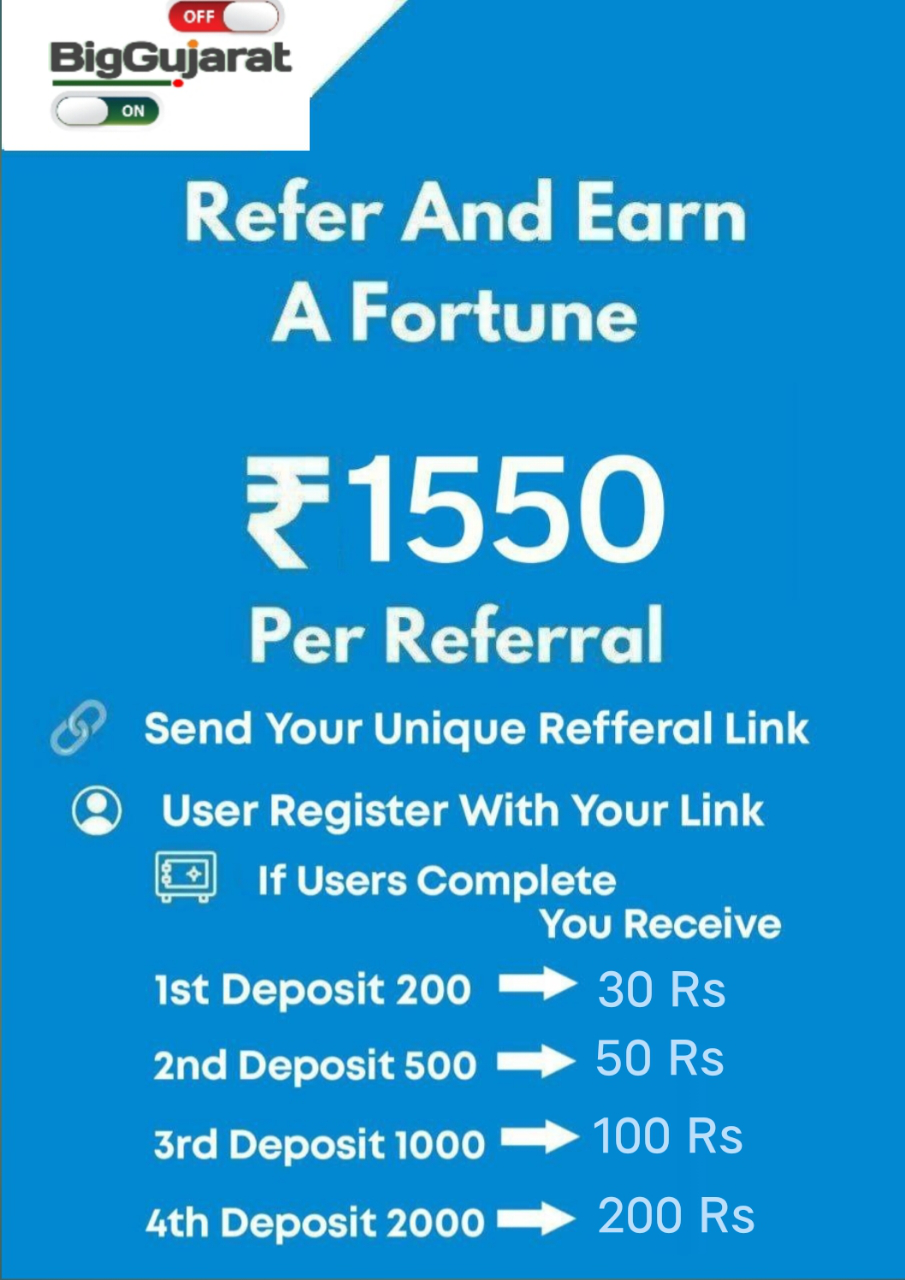 OFF
BigGujarat
ON
Refer And Earn
A Fortune
₹1550
Per Referral
Send Your Unique Refferal Link
User Register With Your Link
If Users Complete
You Receive
1st Deposit 200 30 Rs
2nd Deposit 500 50 Rs
3rd Deposit 1000 100 Rs
4th Deposit 2000 200 Rs